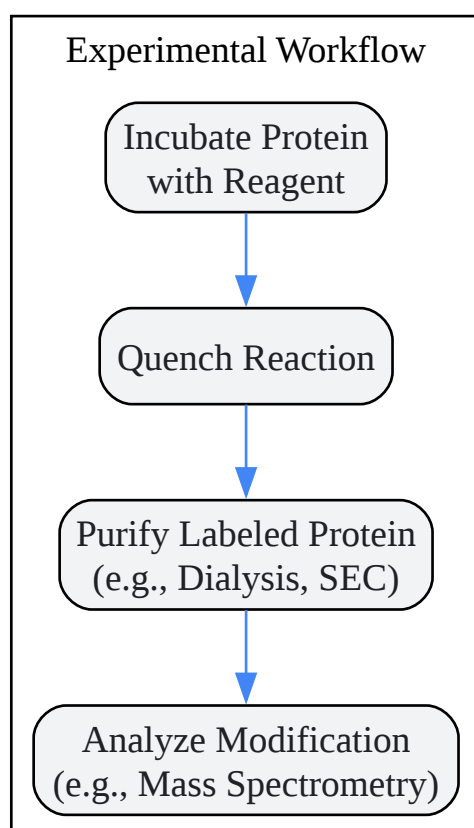 Experimental Workflow
Incubate Protein
with Reagent
Quench Reaction
Purify Labeled Protein
(e.g., Dialysis, SEC)
Analyze Modification
(e.g., Mass Spectrometry)